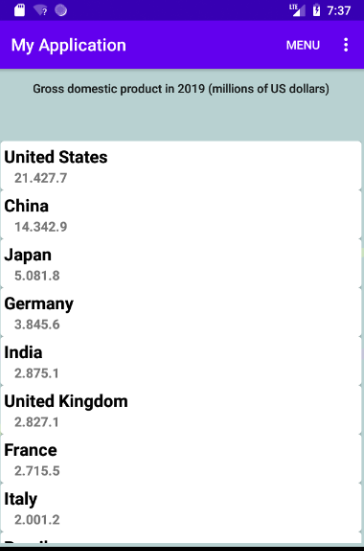 LTE 7:37
My Application MENU
Gross domestic product in 2019 (millions of US dollars)
United States
21.427.7
China
14.342.9
Japan
5.081.8
Germany
3.845.6
India
2.875.1
United Kingdom
2.827.1
France
2.715.5
Italy
2.001.2